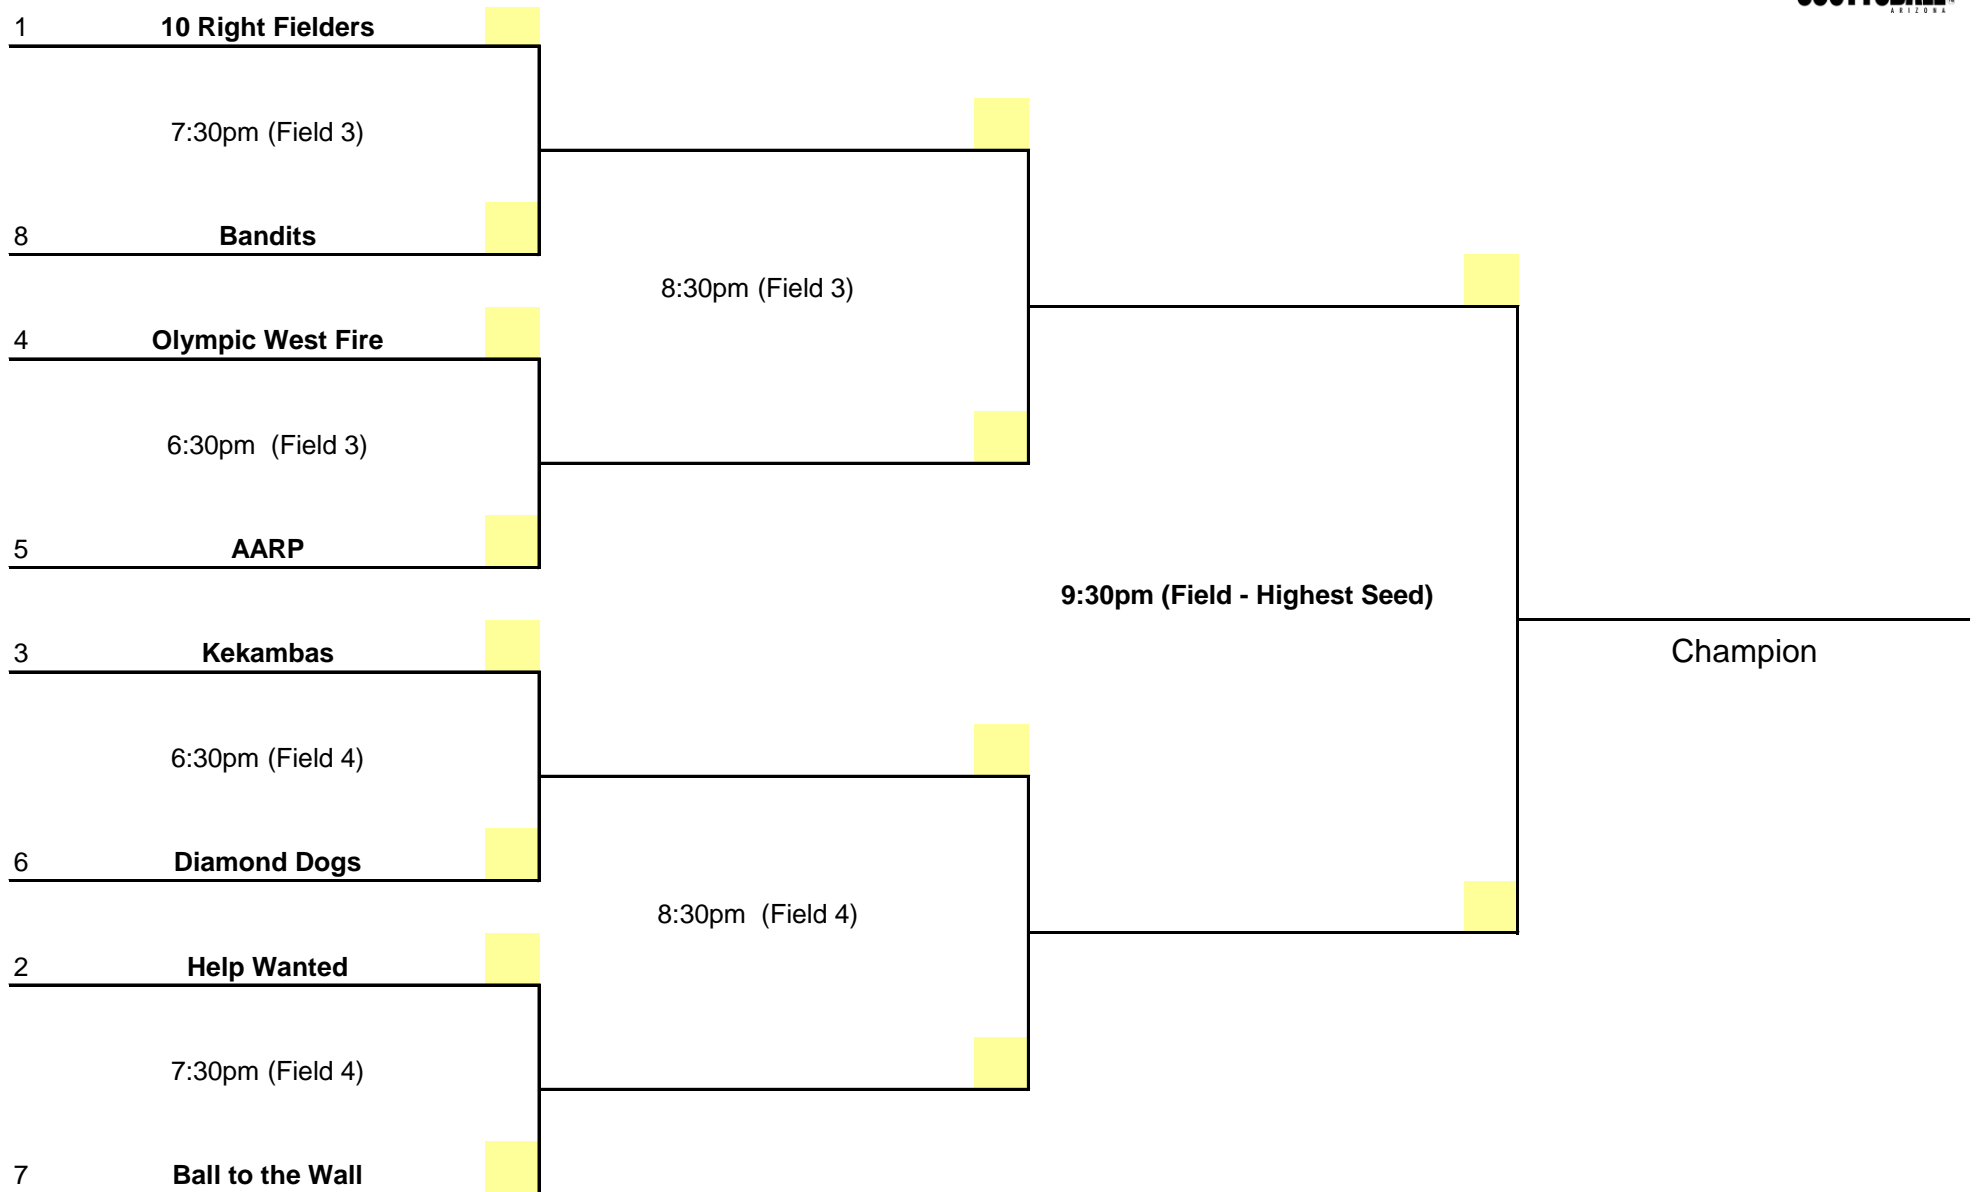 ARIZONA
1 10 Right Fielders
7:30pm (Field 3)
8 Bandits
8:30pm (Field 3)
4 Olympic West Fire
6:30pm  (Field 3)
5 AARP
9:30pm (Field - Highest Seed)
3 Kekambas
Champion
6:30pm (Field 4)
6 Diamond Dogs
8:30pm  (Field 4)
2 Help Wanted
7:30pm (Field 4)
7 Ball to the Wall